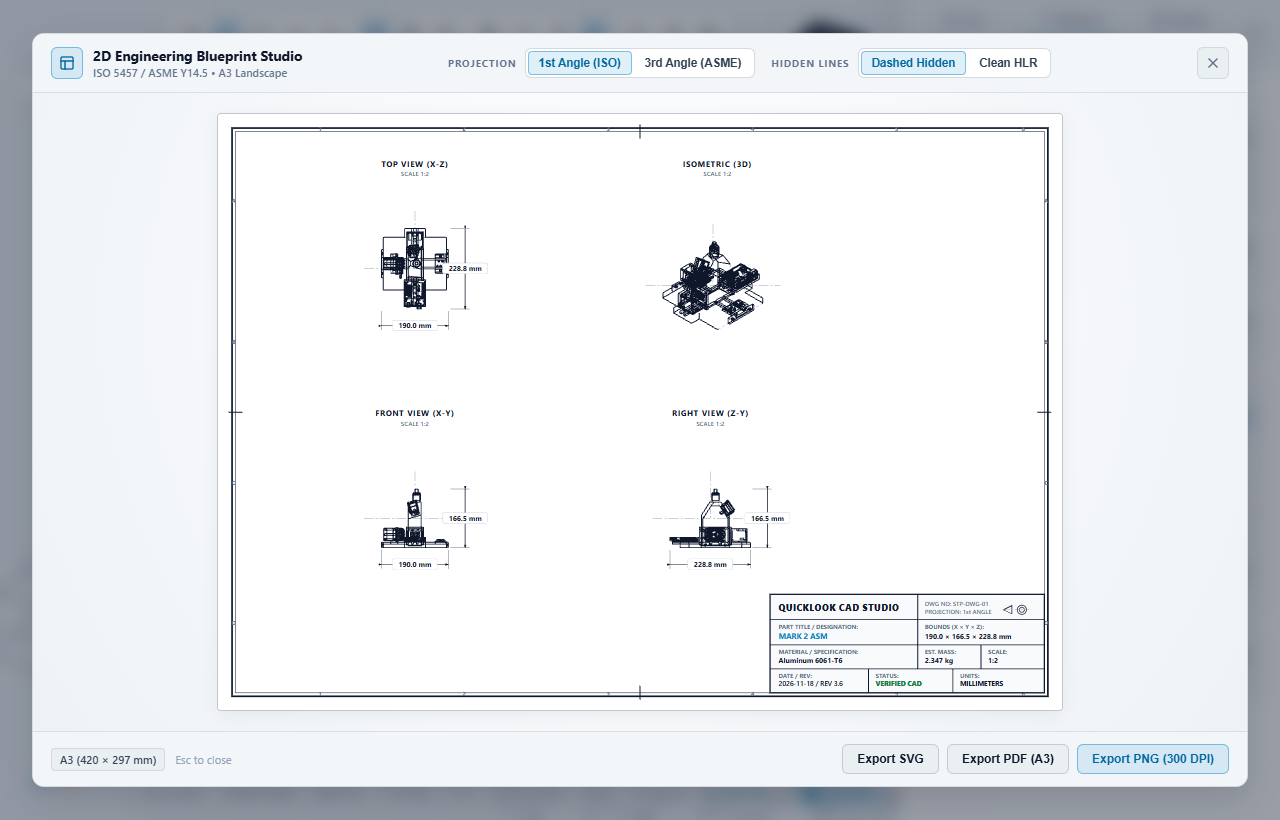 2D Engineering Blueprint Studio
ISO 5457 / ASME Y14.5 • A3 Landscape
PROJECTION
1st Angle (ISO)
3rd Angle (ASME)
HIDDEN LINES
Dashed Hidden
Clean HLR
TOP VIEW (X-Z)
SCALE 1:2
228.8 mm
190.0 mm
ISOMETRIC (3D)
SCALE 1:2
FRONT VIEW (X-Y)
SCALE 1:2
166.5 mm
190.0 mm
RIGHT VIEW (Z-Y)
SCALE 1:2
166.5 mm
228.8 mm
QUICKLOOK CAD STUDIO
DWG NO: STP-DWG-01
PROJECTION: 1st ANGLE
PART TITLE / DESIGNATION:
MARK 2 ASM
BOUNDS (X × Y × Z):
190.0 × 166.5 × 228.8 mm
MATERIAL / SPECIFICATION:
Aluminum 6061-T6
EST. MASS:
2.347 kg
SCALE:
1:2
DATE / REV:
2026-11-18 / REV 3.6
STATUS:
VERIFIED CAD
UNITS:
MILLIMETERS
A3 (420 × 297 mm)
Esc to close
Export SVG
Export PDF (A3)
Export PNG (300 DPI)